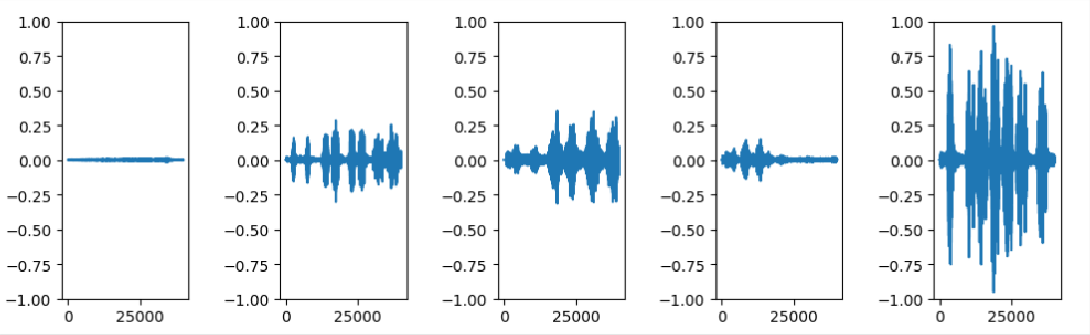 1.00 1.00 1.00 1.00 1.00
0.75 0.75 0.75 0.75 0.75
0.50 0.50 0.50 0.50 0.50
0.25 0.25 0.25 0.25 0.25
0.00 0.00 0.00 0.00 0.00
−0.25 −0.25 −0.25 −0.25 −0.25
−0.50 −0.50 −0.50 −0.50 −0.50
−0.75 −0.75 −0.75 −0.75 −0.75
−1.00 −1.00 −1.00 −1.00 −1.00
0 25000 0 25000 0 25000 0 25000 0 25000